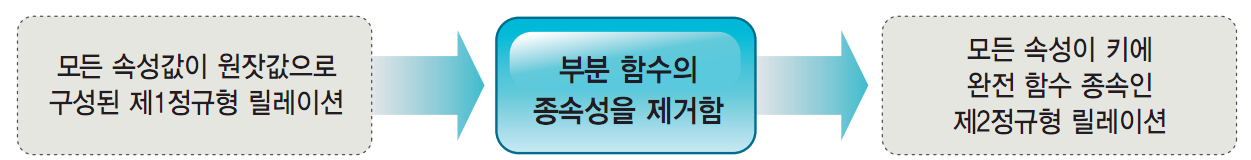 모든 속성값이 원잣값으로
구성된 제1정규형 릴레이션
부분 함수의
종속성을 제거함
모든 속성이 키에
완전 함수 종속인
제2정규형 릴레이션